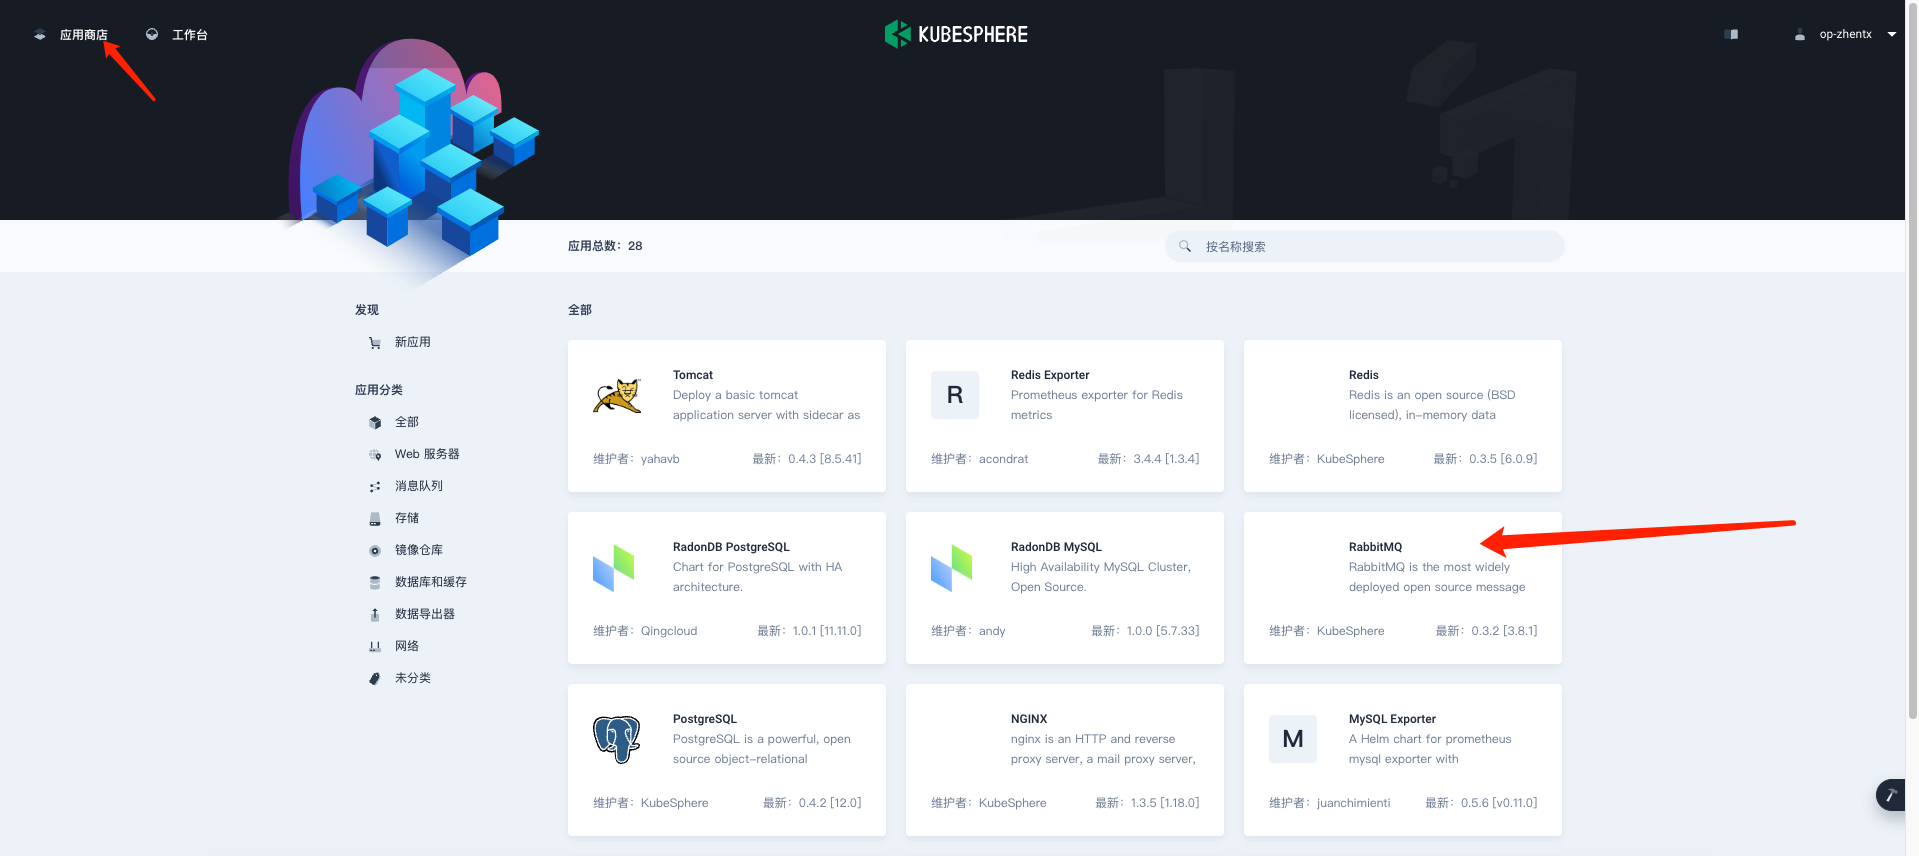 应用商店
工作台
KUBESPHERE
op-zhentx
应用总数：28
按名称搜索
发现
新应用
应用分类
全部
Web 服务器
消息队列
存储
镜像仓库
数据库和缓存
数据导出器
网络
未分类
全部
Tomcat
Deploy a basic tomcat
application server with sidecar as
维护者：yahavb
最新：0.4.3 [8.5.41]
R
Redis Exporter
Prometheus exporter for Redis
metrics
维护者：acondrat
最新：3.4.4 [1.3.4]
Redis
Redis is an open source (BSD
licensed), in-memory data
维护者：KubeSphere
最新：0.3.5 [6.0.9]
RadonDB PostgreSQL
Chart for PostgreSQL with HA
architecture.
维护者：Qingcloud
最新：1.0.1 [11.11.0]
RadonDB MySQL
High Availability MySQL Cluster,
Open Source.
维护者：andy
最新：1.0.0 [5.7.33]
RabbitMQ
RabbitMQ is the most widely
deployed open source message
维护者：KubeSphere
最新：0.3.2 [3.8.1]
PostgreSQL
PostgreSQL is a powerful, open
source object-relational
维护者：KubeSphere
最新：0.4.2 [12.0]
NGINX
nginx is an HTTP and reverse
proxy server, a mail proxy server,
维护者：KubeSphere
最新：1.3.5 [1.18.0]
M
MySQL Exporter
A Helm chart for prometheus
mysql exporter with
维护者：juanchimienti
最新：0.5.6 [v0.11.0]